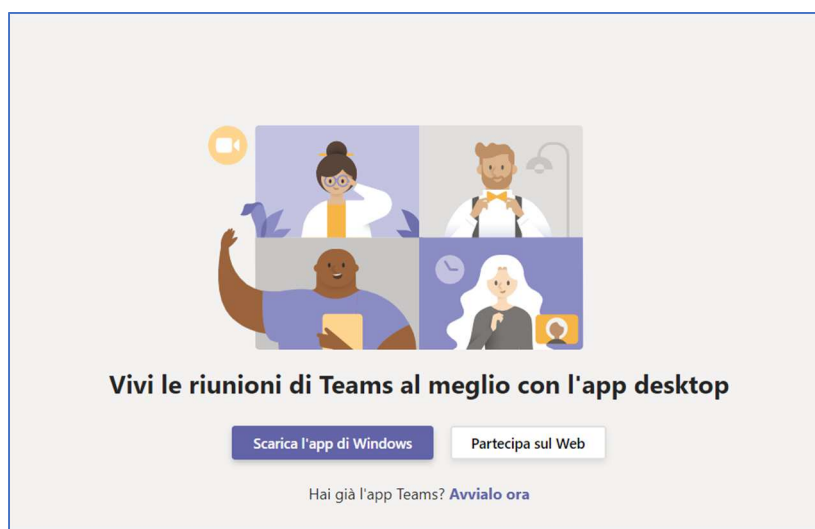 Vivi le riunioni di Teams al meglio con l'app desktop
Scarica l'app di Windows
Partecipa sul Web
Hai già l'app Teams? Avvialo ora